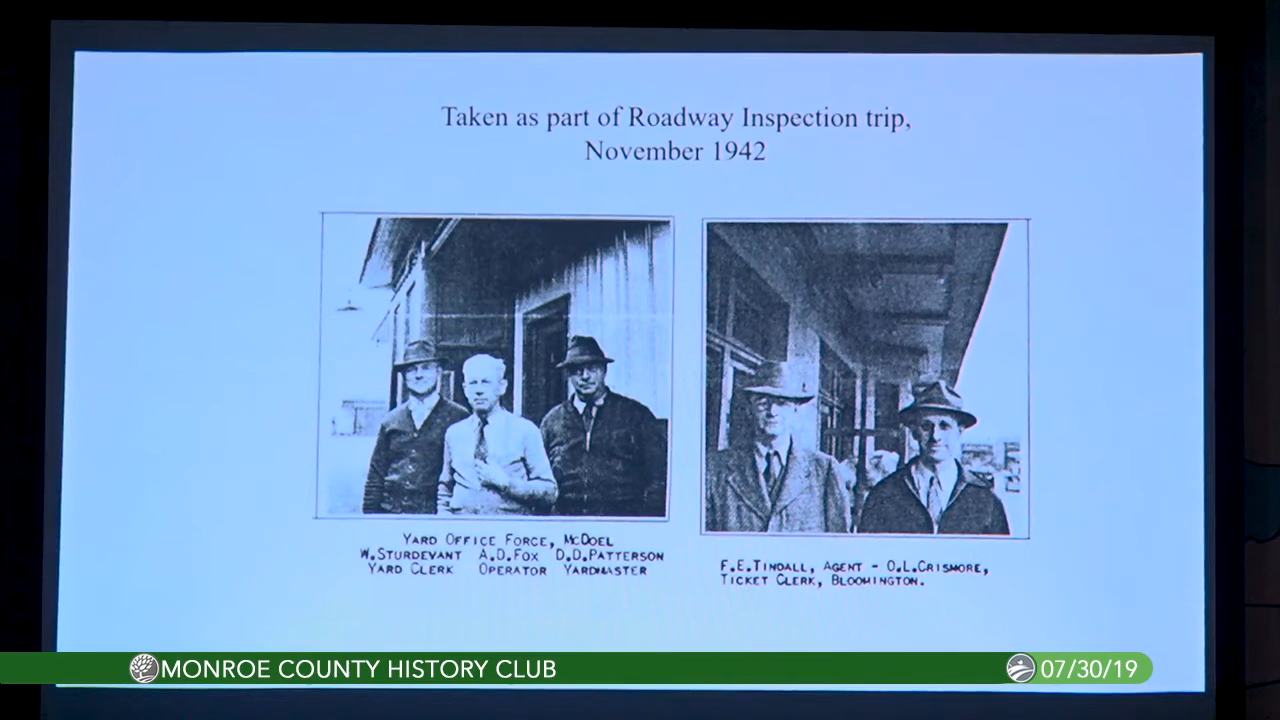 Taken as part of Roadway Inspection trip,
November 1942
YARD OFFICE FORCE, MCDOEL
W.STURDEVANT A.D.FOX D.D.PATTERSON
YARD CLERK OPERATOR YARDMASTER
F.E.TINDALL, AGENT - O.L.CRISMORE,
TICKET CLERK, BLOOMINGTON.
MONROE COUNTY HISTORY CLUB
07/30/19